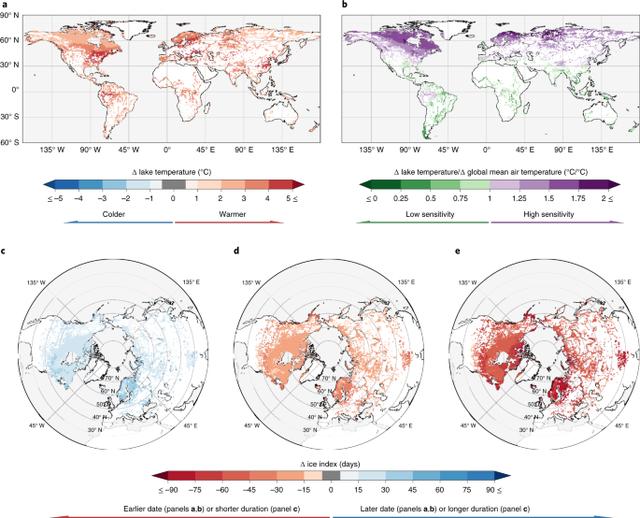 a
b
90° N
60° N
30° N
0°
30° S
60° S
135° W 90° W 45° W 0° 45° E 90° E 135° E
135° W 90° W 45° W 0° 45° E 90° E 135° E
Δ lake temperature (°C)
Δ lake temperature/Δ global mean air temperature (°C/°C)
≤ −5 −4 −3 −2 −1 1 2 3 4 5 ≤
≤ 0 0.25 0.5 0.75 1 1.25 1.5 1.75 2 ≤
Colder Warmer
Low sensitivity High sensitivity
c
d
e
135° W 135° E
135° W 135° E
135° W 135° E
70° N
60° N
50° N
40° N
30° N
70° N
60° N
50° N
40° N
30° N
70° N
60° N
50° N
40° N
30° N
45° W 45° E
45° W 45° E
45° W 45° E
Δ ice index (days)
≤ −90 −75 −60 −45 −30 −15 0 15 30 45 60 75 90 ≤
Earlier date (panels a,b) or shorter duration (panel c)
Later date (panels a,b) or longer duration (panel c)